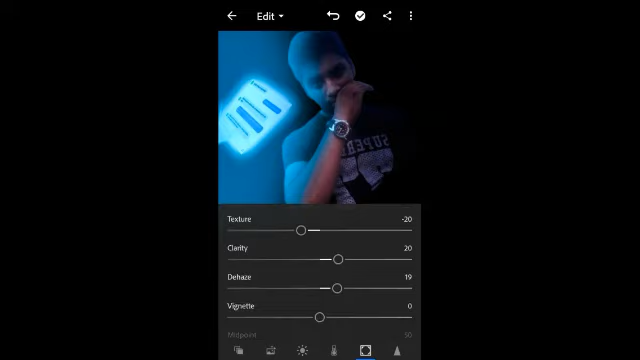 Edit
Texture -20
Clarity 20
Dehaze 19
Vignette 0
Midpoint 50